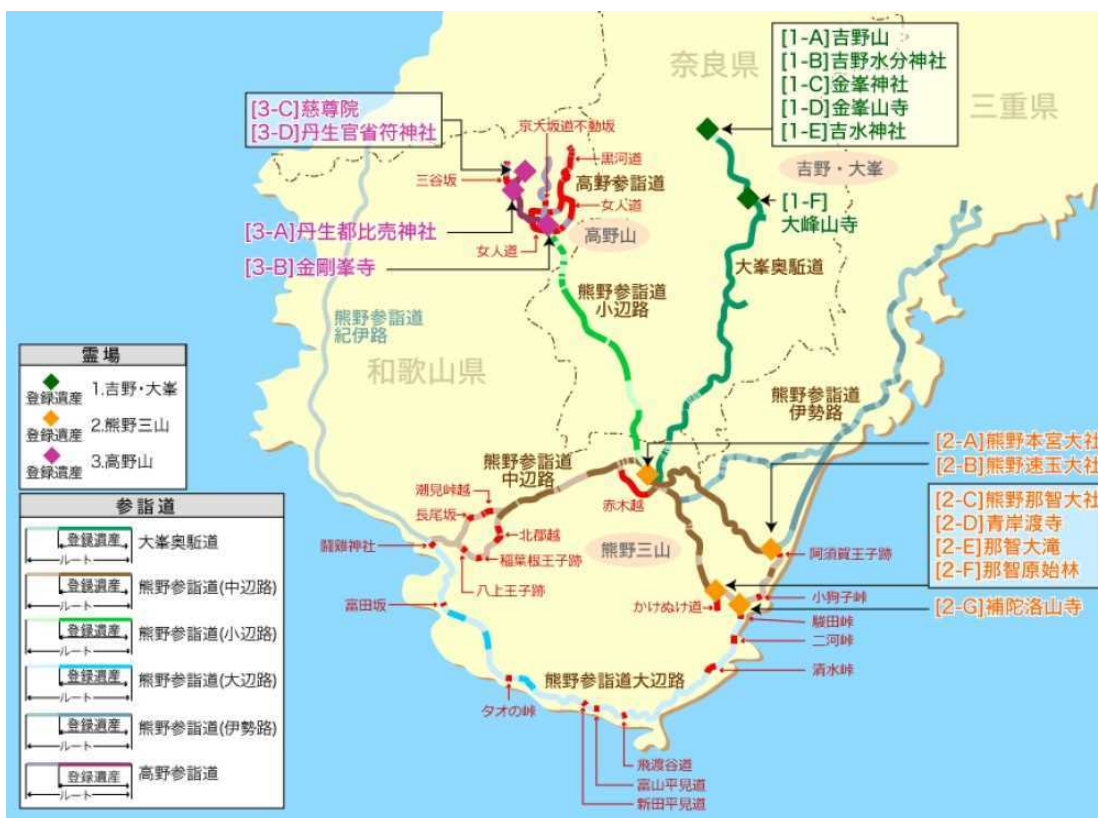 奈良県
三重県
和歌山県
[1-A]吉野山
[1-B]吉野水分神社
[1-C]金峯神社
[1-D]金峯山寺
[1-E]吉水神社
[3-C]慈尊院
[3-D]丹生官省符神社
京大坂道不動坂
黒河道
三谷坂
高野参詣道
吉野・大峯
[1-F]
大峰山寺
女人道
[3-A]丹生都比売神社
高野山
女人道
[3-B]金剛峯寺
大峯奥駈道
熊野参詣道
小辺路
熊野参詣道
紀伊路
熊野参詣道
伊勢路
霊場
登録遺産
1.吉野・大峯
登録遺産
2.熊野三山
登録遺産
3.高野山
[2-A]熊野本宮大社
[2-B]熊野速玉大社
熊野参詣道
中辺路
潮見峠越
長尾坂
赤木越
[2-C]熊野那智大社
[2-D]青岸渡寺
[2-E]那智大滝
[2-F]那智原始林
北郡越
闘雞神社
熊野三山
稲葉根王子跡
阿須賀王子跡
八上王子跡
富田坂
かけぬけ道
小狗子峠
[2-G]補陀洛山寺
駿田峠
二河峠
清水峠
熊野参詣道大辺路
タオの峠
飛渡谷道
富山平見道
新田平見道
参詣道
登録遺産
ルート
大峯奥駈道
登録遺産
ルート
熊野参詣道(中辺路)
登録遺産
ルート
熊野参詣道(小辺路)
登録遺産
ルート
熊野参詣道(大辺路)
登録遺産
ルート
熊野参詣道(伊勢路)
登録遺産
ルート
高野参詣道